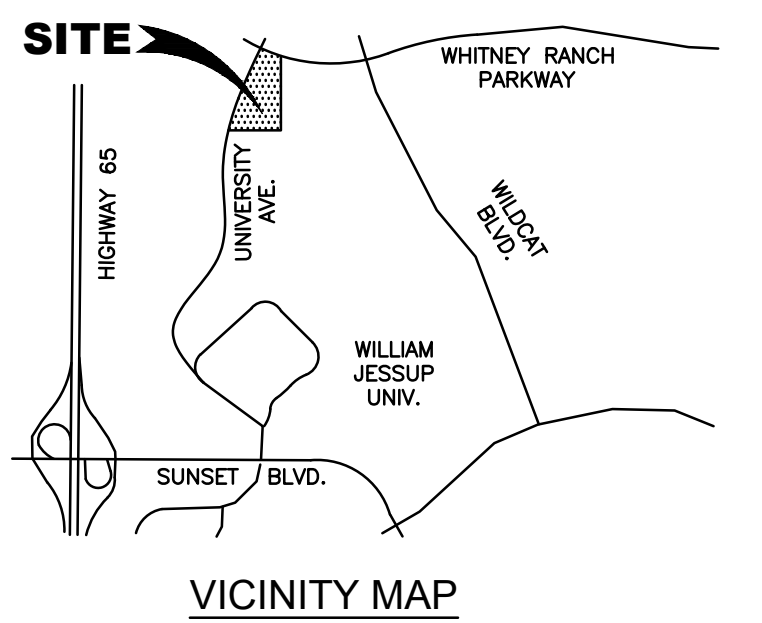 SITE
WHITNEY RANCH
PARKWAY
HIGHWAY 65
UNIVERSITY
AVE.
WILDCAT
BLVD.
WILLIAM
JESSUP
UNIV.
SUNSET BLVD.
VICINITY MAP